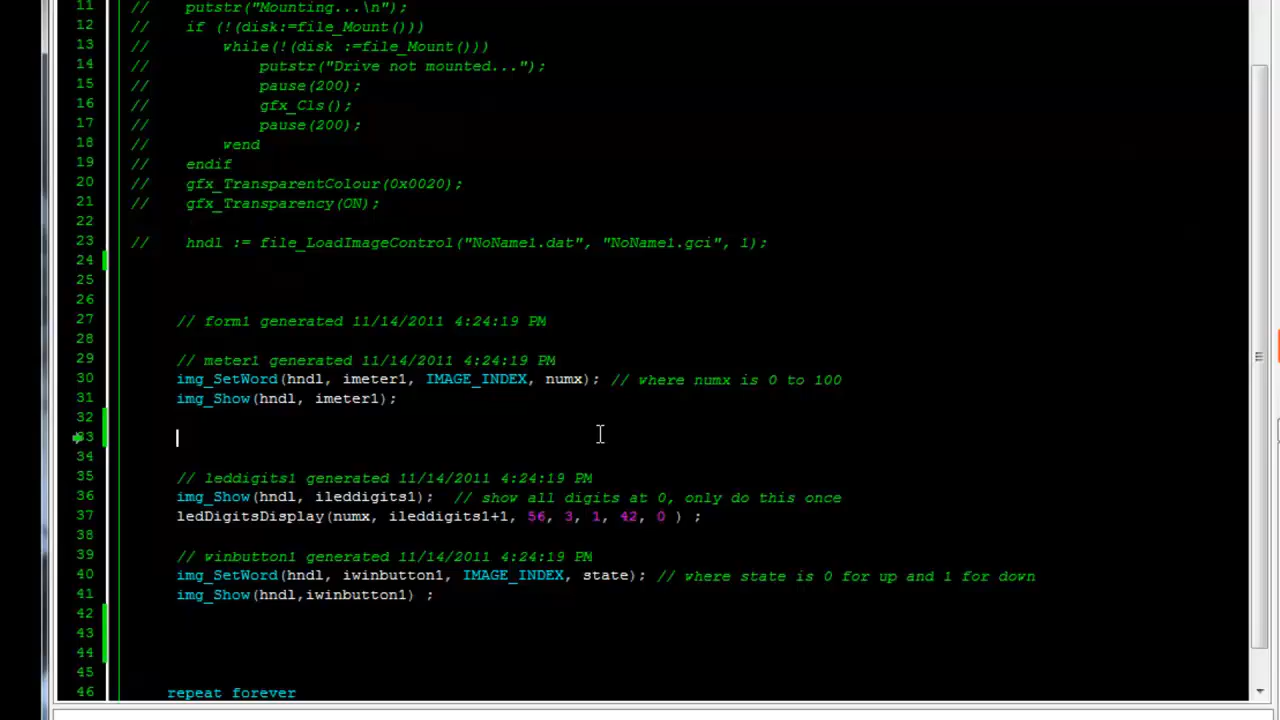 11 //    putstr("Mounting...\n");
12 //    if (!(disk:=file_Mount()))
13 //        while(!(disk :=file_Mount()))
14 //            putstr("Drive not mounted...");
15 //            pause(200);
16 //            gfx_Cls();
17 //            pause(200);
18 //        wend
19 //    endif
20 //    gfx_TransparentColour(0x0020);
21 //    gfx_Transparency(ON);
22
23 //    hndl := file_LoadImageControl("NoName1.dat", "NoName1.gci", 1);
24
25
26
27 // form1 generated 11/14/2011 4:24:19 PM
28
29 // meter1 generated 11/14/2011 4:24:19 PM
30 img_SetWord(hndl, imeter1, IMAGE_INDEX, numx); // where numx is 0 to 100
31 img_Show(hndl, imeter1);
32
33
34
35 // leddigits1 generated 11/14/2011 4:24:19 PM
36 img_Show(hndl, ileddigits1);  // show all digits at 0, only do this once
37 ledDigitsDisplay(numx, ileddigits1+1, 56, 3, 1, 42, 0 ) ;
38
39 // winbutton1 generated 11/14/2011 4:24:19 PM
40 img_SetWord(hndl, iwinbutton1, IMAGE_INDEX, state); // where state is 0 for up and 1 for down
41 img_Show(hndl,iwinbutton1) ;
42
43
44
45
46 repeat forever